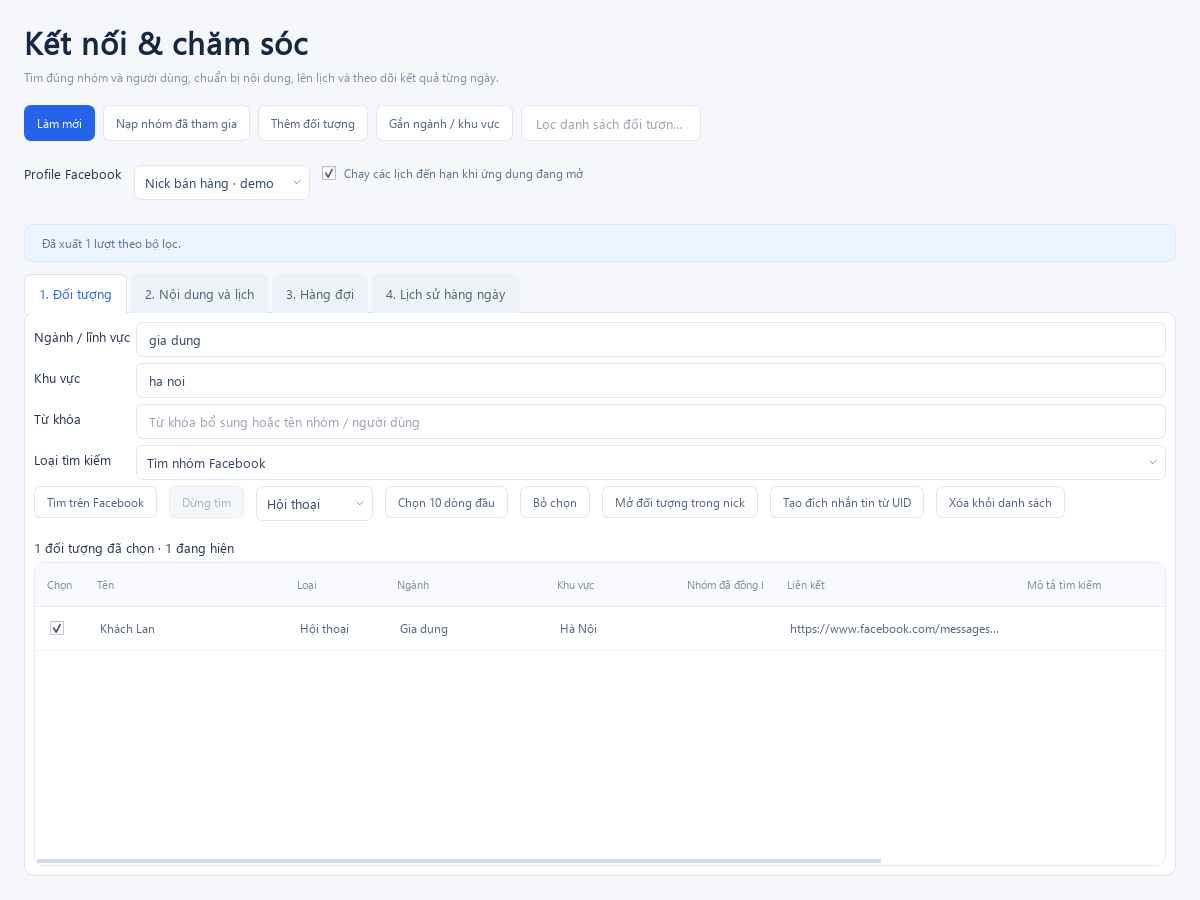 Kết nối & chăm sóc
Tìm đúng nhóm và người dùng, chuẩn bị nội dung, lên lịch và theo dõi kết quả từng ngày.
Làm mới
Nạp nhóm đã tham gia
Thêm đối tượng
Gắn ngành / khu vực
Lọc danh sách đối tượn...
Profile Facebook
Nick bán hàng · demo
Chạy các lịch đến hạn khi ứng dụng đang mở
Đã xuất 1 lượt theo bộ lọc.
1. Đối tượng
2. Nội dung và lịch
3. Hàng đợi
4. Lịch sử hàng ngày
Ngành / lĩnh vực
gia dung
Khu vực
ha noi
Từ khóa
Từ khóa bổ sung hoặc tên nhóm / người dùng
Loại tìm kiếm
Tìm nhóm Facebook
Tìm trên Facebook
Dừng tìm
Hội thoại
Chọn 10 dòng đầu
Bỏ chọn
Mở đối tượng trong nick
Tạo đích nhắn tin từ UID
Xóa khỏi danh sách
1 đối tượng đã chọn · 1 đang hiện
Chọn
Tên
Loại
Ngành
Khu vực
Nhóm đã đồng l
Liên kết
Mô tả tìm kiếm
Khách Lan
Hội thoại
Gia dụng
Hà Nội
https://www.facebook.com/messages...